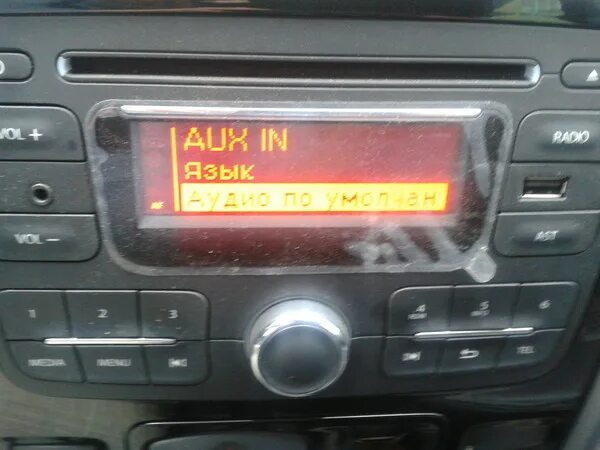 AUX IN
VOL +
Язык
RADIO
AF
Аудио по умолчан
VOL –
AST
1 2 3
4 5 6
MEDIA MENU
TEL